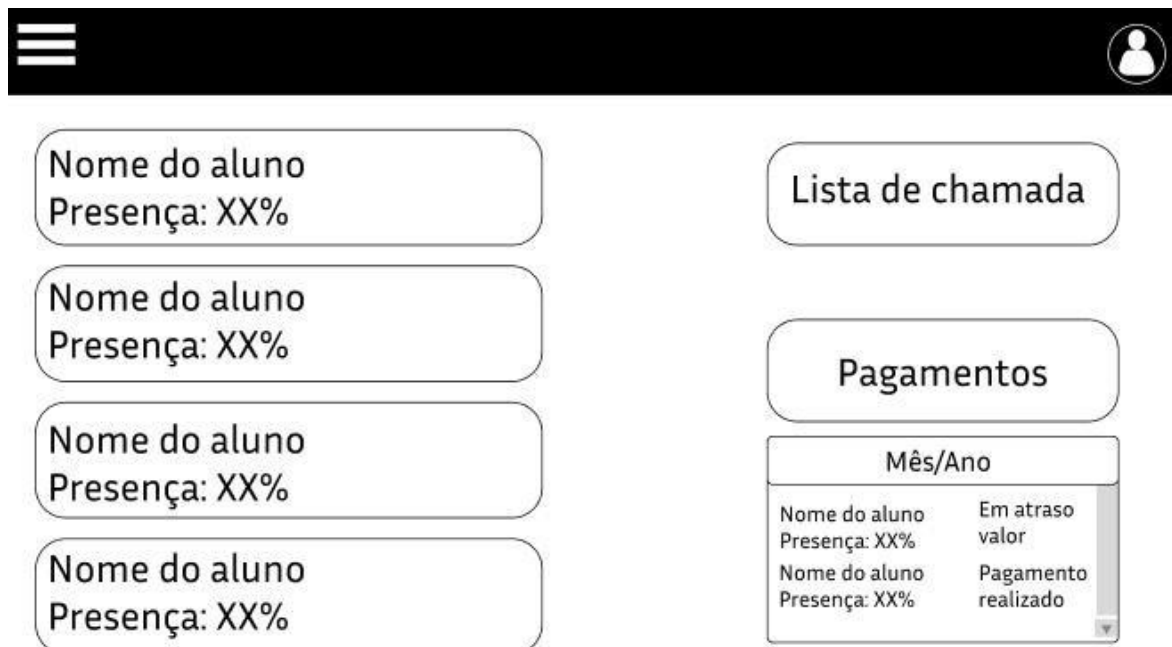 Nome do aluno
Presença: XX%
Nome do aluno
Presença: XX%
Nome do aluno
Presença: XX%
Nome do aluno
Presença: XX%
Lista de chamada
Pagamentos
Mês/Ano
Nome do aluno
Presença: XX%
Em atraso
valor
Nome do aluno
Presença: XX%
Pagamento
realizado